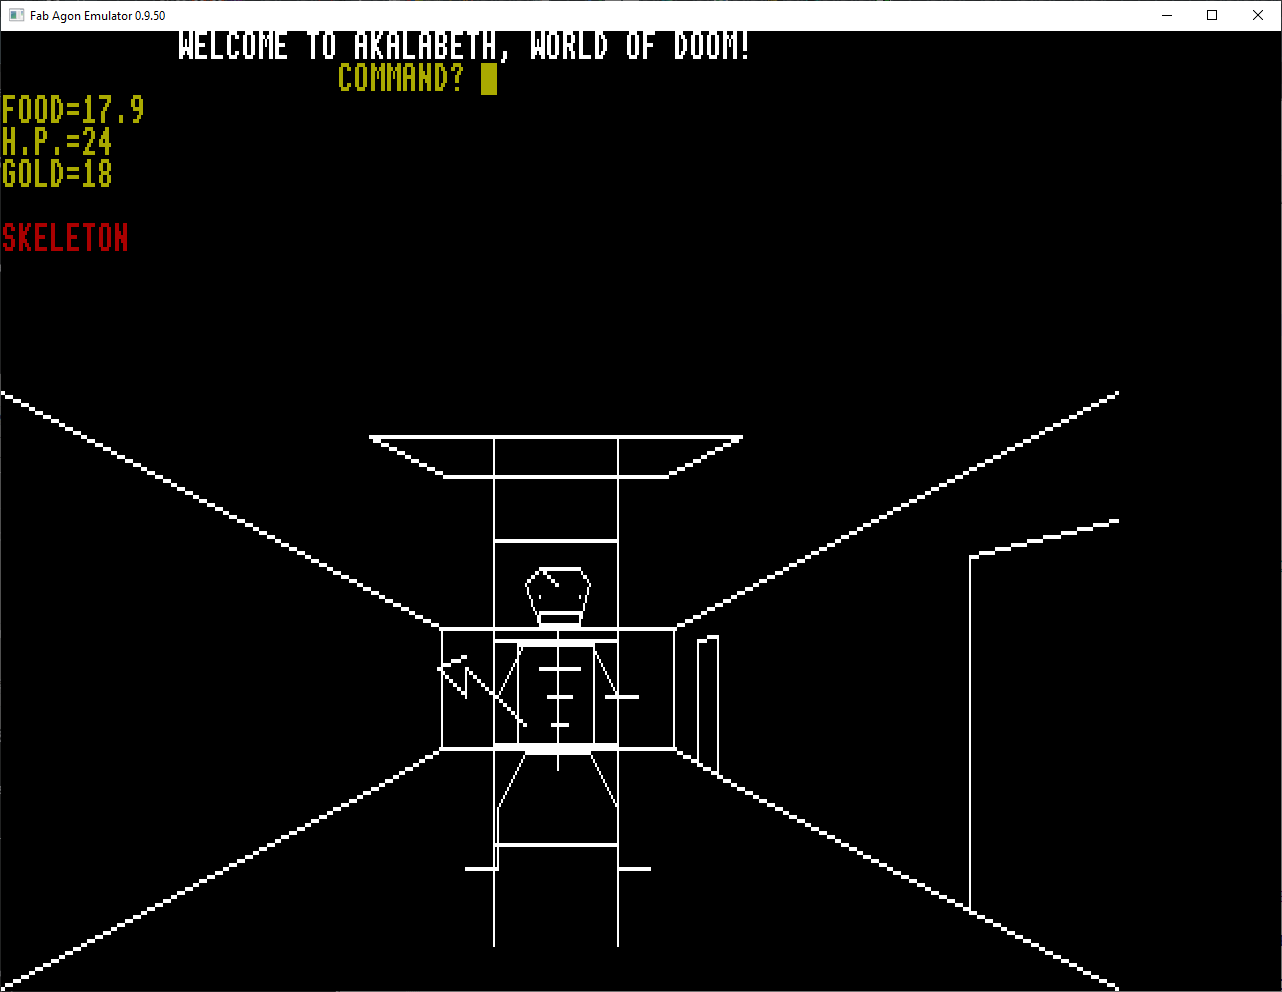 Fab Agon Emulator 0.9.50
WELCOME TO AKALABETH, WORLD OF DOOM!
COMMAND?
FOOD=17.9
H.P.=24
GOLD=18
SKELETON